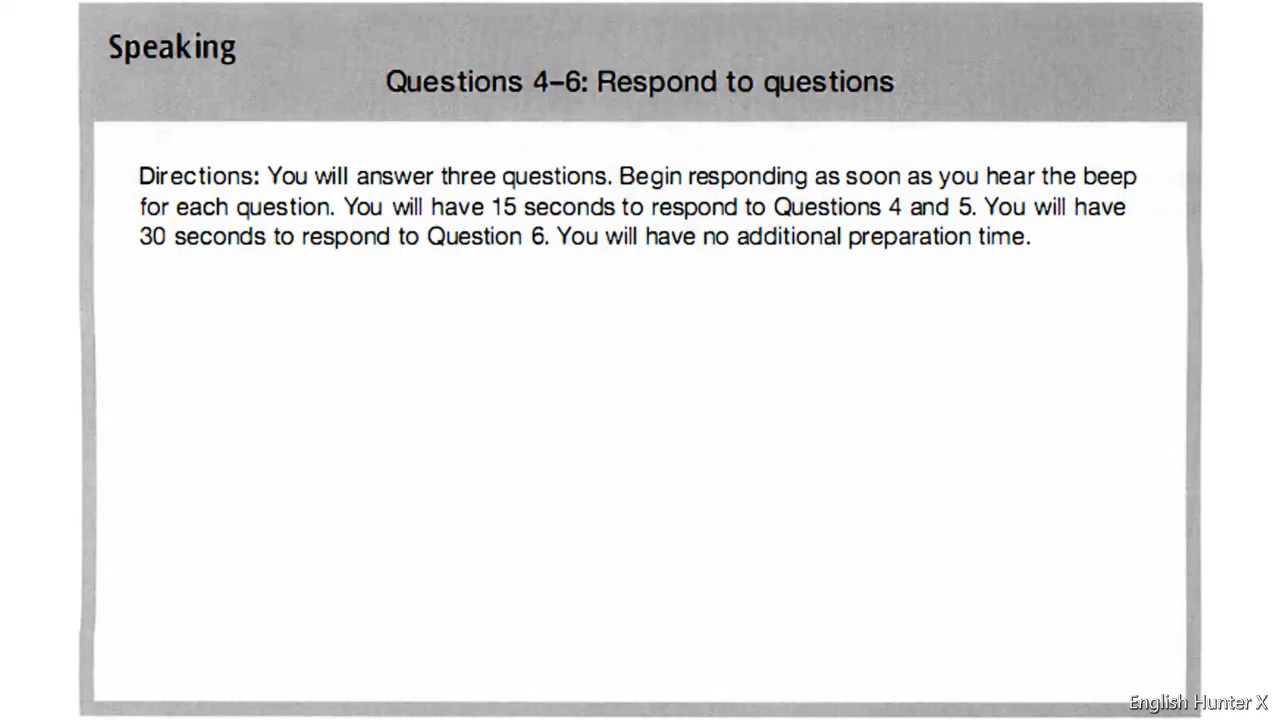 Speaking
Questions 4–6: Respond to questions
Directions: You will answer three questions. Begin responding as soon as you hear the beep
for each question. You will have 15 seconds to respond to Questions 4 and 5. You will have
30 seconds to respond to Question 6. You will have no additional preparation time.
English Hunter X